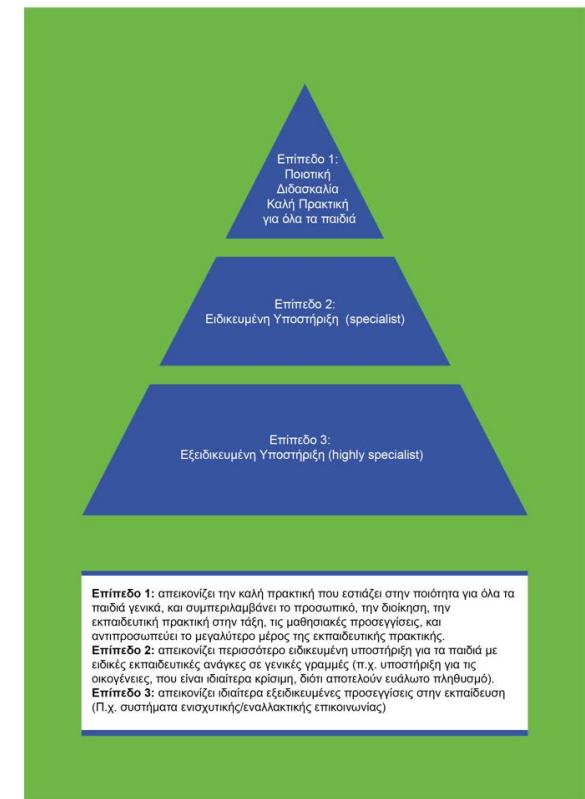 Επίπεδο 1:
Ποιοτική
Διδασκαλία
Καλή Πρακτική
για όλα τα παιδιά
Επίπεδο 2:
Ειδικευμένη Υποστήριξη (specialist)
Επίπεδο 3:
Εξειδικευμένη Υποστήριξη (highly specialist)
Επίπεδο 1: απεικονίζει την καλή πρακτική που εστιάζει στην ποιότητα για όλα τα
παιδιά γενικά, και συμπεριλαμβάνει το προσωπικό, την διοίκηση, την
εκπαιδευτική πρακτική στην τάξη, τις μαθησιακές προσεγγίσεις, και
αντιπροσωπεύει το μεγαλύτερο μέρος της εκπαιδευτικής πρακτικής.
Επίπεδο 2: απεικονίζει περισσότερο ειδικευμένη υποστήριξη για τα παιδιά με
ειδικές εκπαιδευτικές ανάγκες σε γενικές γραμμές (π.χ. υποστήριξη για τις
οικογένειες, που είναι ιδιαίτερα κρίσιμη, διότι αποτελούν ευάλωτο πληθυσμό).
Επίπεδο 3: απεικονίζει ιδιαίτερα εξειδικευμένες προσεγγίσεις στην εκπαίδευση
(Π.χ. συστήματα ενισχυτικής/εναλλακτικής επικοινωνίας)